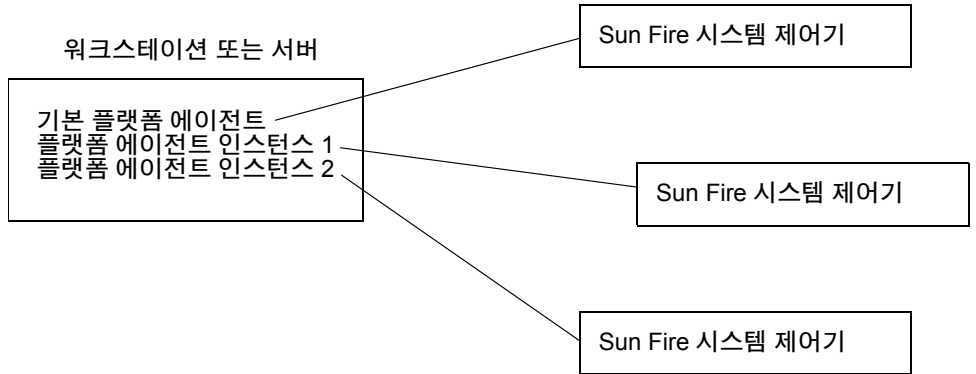 Sun Fire 시스템 제어기
워크스테이션 또는 서버
기본 플랫폼 에이전트
플랫폼 에이전트 인스턴스 1
플랫폼 에이전트 인스턴스 2
Sun Fire 시스템 제어기
Sun Fire 시스템 제어기